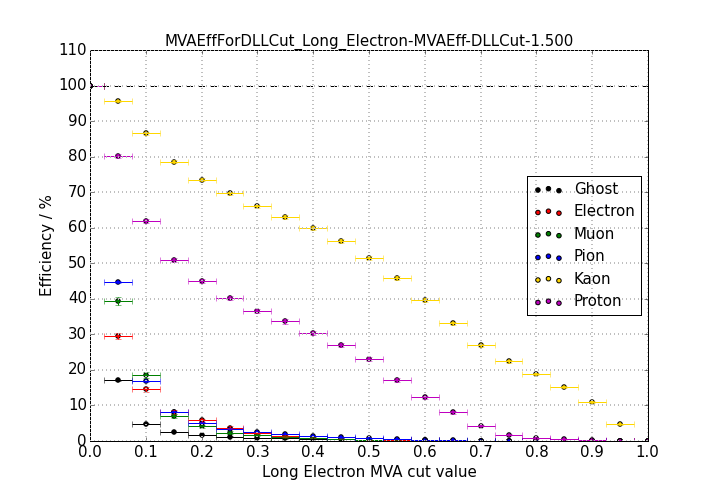 MVAEffForDLLCut_Long_Electron-MVAEff-DLLCut-1.500
110
100
90
80
70
60
50
40
30
20
10
0
Efficiency / %
Ghost
Electron
Muon
Pion
Kaon
Proton
0.0 0.1 0.2 0.3 0.4 0.5 0.6 0.7 0.8 0.9 1.0
Long Electron MVA cut value